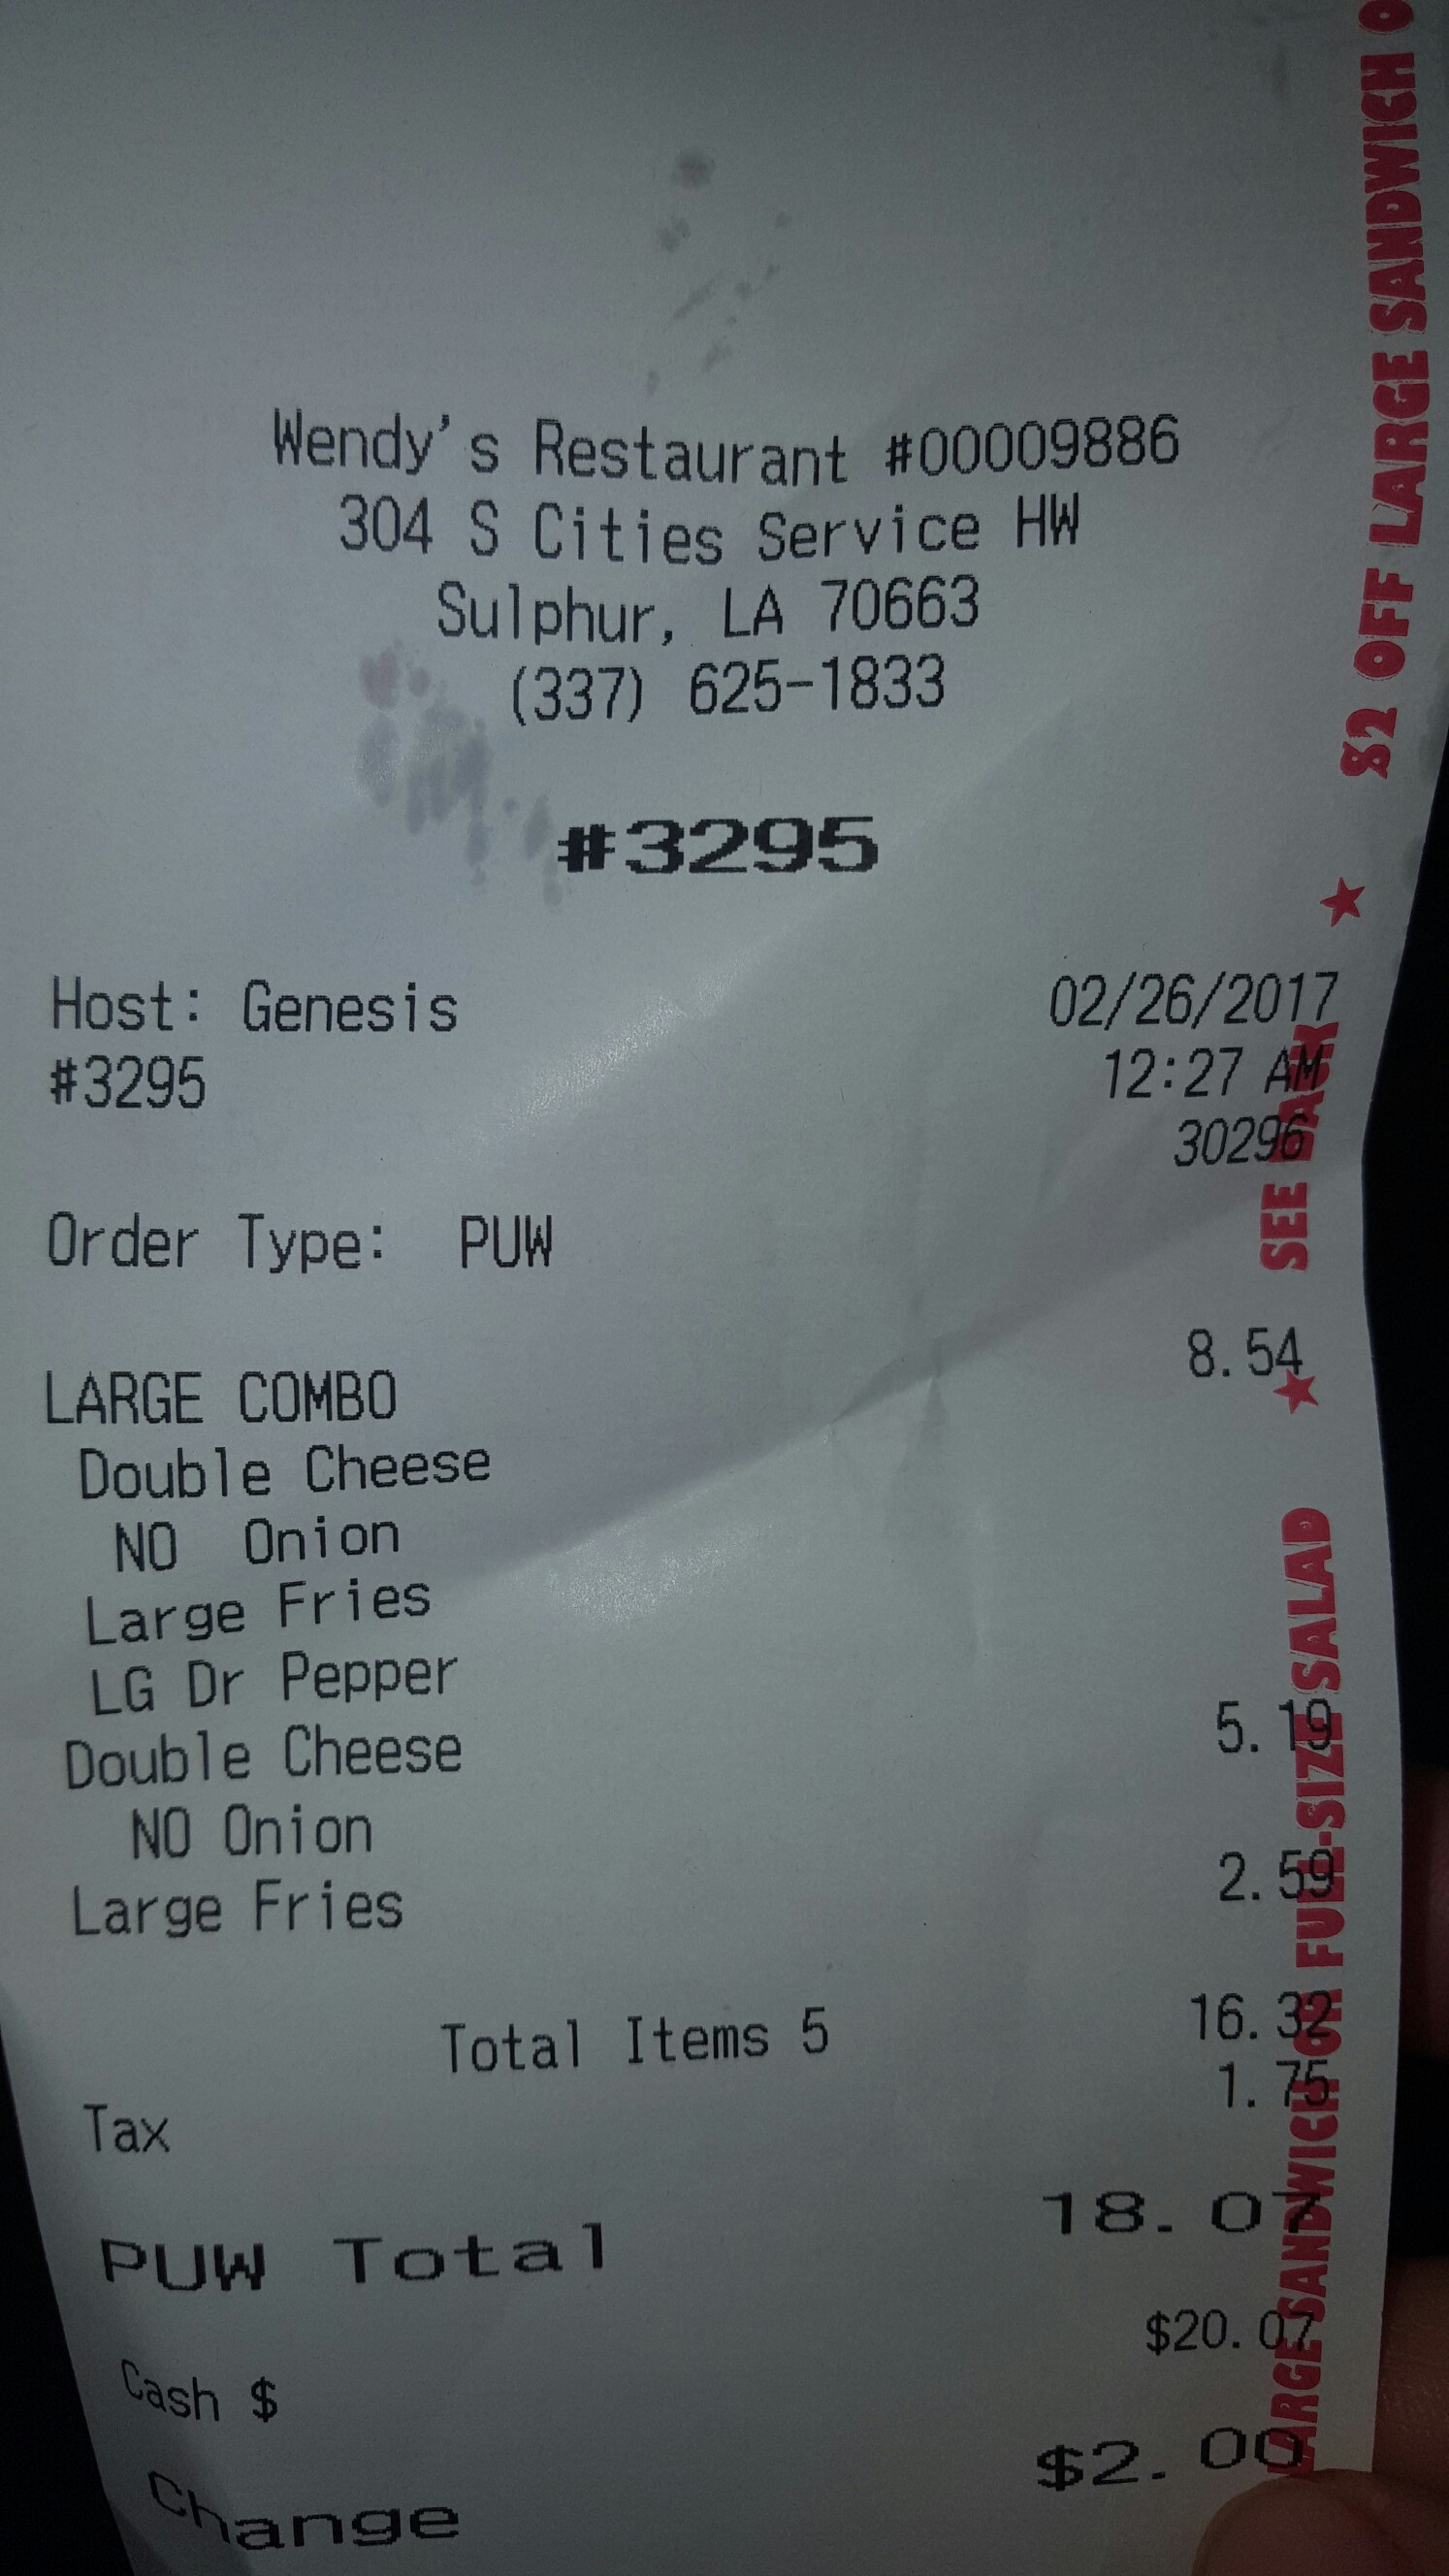 Wendy's Restaurant #00009886
304 S Cities Service HW
Sulphur, LA 70663
(337) 625-1833
#3295
Host: Genesis 02/26/2017
#3295 12:27 AM
30296
Order Type: PUW
LARGE COMBO 8.54
Double Cheese
NO Onion
Large Fries
LG Dr Pepper
Double Cheese 5.19
NO Onion
Large Fries 2.59
Total Items 5 16.32
Tax 1.75
PUW Total 18.07
Cash $ $20.07
Change $2.00
LARGE SANDWICH OR FULL-SIZE SALAD ★ SEE BACK ★ $2 OFF LARGE SANDWICH O